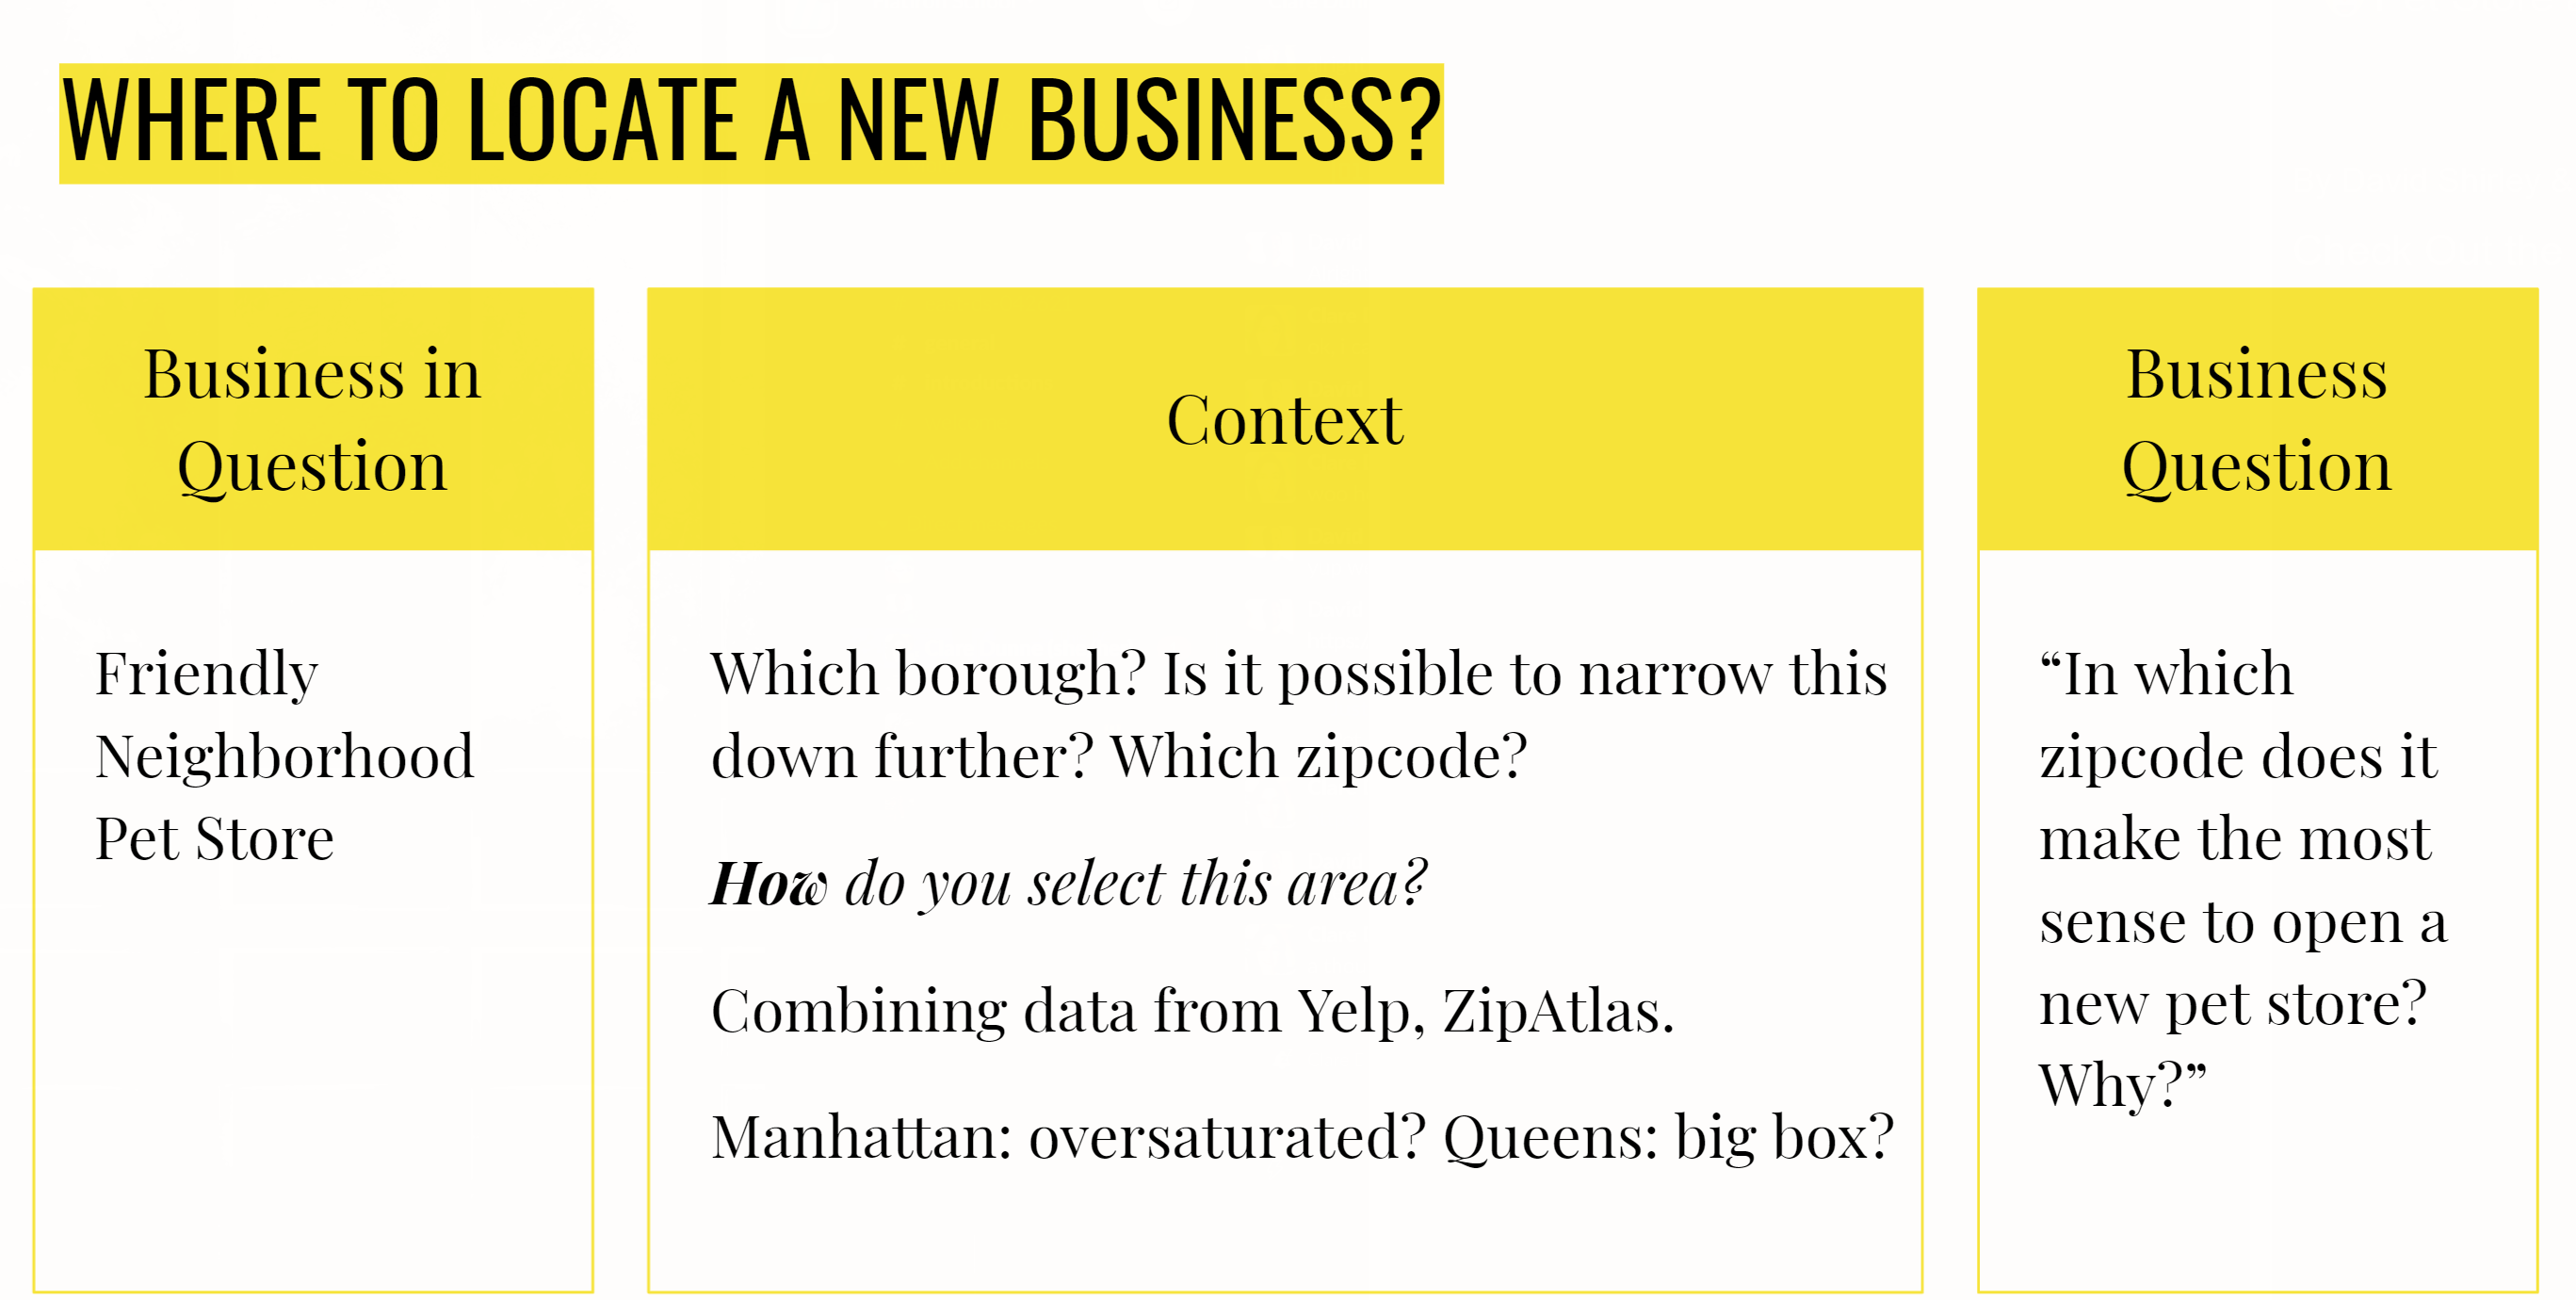 WHERE TO LOCATE A NEW BUSINESS?
Business in
Question
Friendly
Neighborhood
Pet Store
Context
Which borough? Is it possible to narrow this
down further? Which zipcode?
How do you select this area?
Combining data from Yelp, ZipAtlas.
Manhattan: oversaturated? Queens: big box?
Business
Question
“In which
zipcode does it
make the most
sense to open a
new pet store?
Why?”